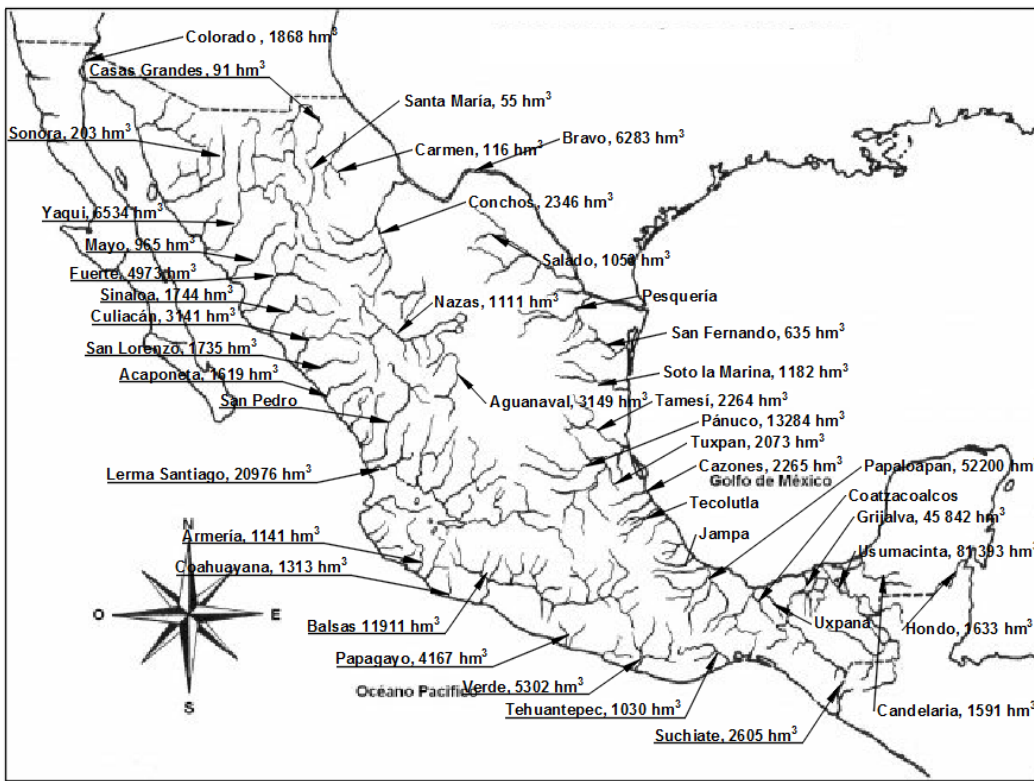 Colorado , 1868 hm³
Casas Grandes, 91 hm³
Santa María, 55 hm³
Sonora, 203 hm³
Carmen, 116 hm³
Bravo, 6283 hm³
Yaqui, 6534 hm³
Conchos, 2346 hm³
Mayo, 965 hm³
Salado, 1058 hm³
Fuerte, 4973 hm³
Sinaloa, 1744 hm³
Nazas, 1111 hm³
Pesquería
Culiacán, 3141 hm³
San Fernando, 635 hm³
San Lorenzo, 1735 hm³
Soto la Marina, 1182 hm³
Acaponeta, 1619 hm³
Aguanaval, 3149 hm³
San Pedro
Tamesí, 2264 hm³
Pánuco, 13284 hm³
Tuxpan, 2073 hm³
Lerma Santiago, 20976 hm³
Cazones, 2265 hm³
Papaloapan, 52200 hm
Golfo de México
Coatzacoalcos
Tecolutla
Grijalva, 45 842 hm³
N
Armería, 1141 hm³
Jampa
Usumacinta, 81 393 hm³
Coahuayana, 1313 hm³
O
E
Balsas 11911 hm³
Uxpana
Hondo, 1633 hm³
Papagayo, 4167 hm³
S
Océano Pacífico
Verde, 5302 hm³
Tehuantepec, 1030 hm³
Candelaria, 1591 hm³
Suchiate, 2605 hm³